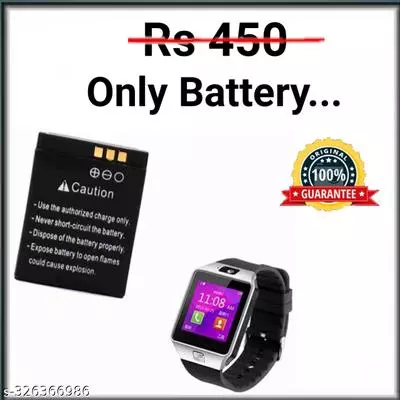 Rs 450
Only Battery...
ORIGINAL
100%
GUARANTEE
Caution
- Use the authorized charge only.
- Never short-circuit the battery.
- Dispose of the battery properly.
- Expose battery to open flames
could cause explosion.
11:08
s-326366986